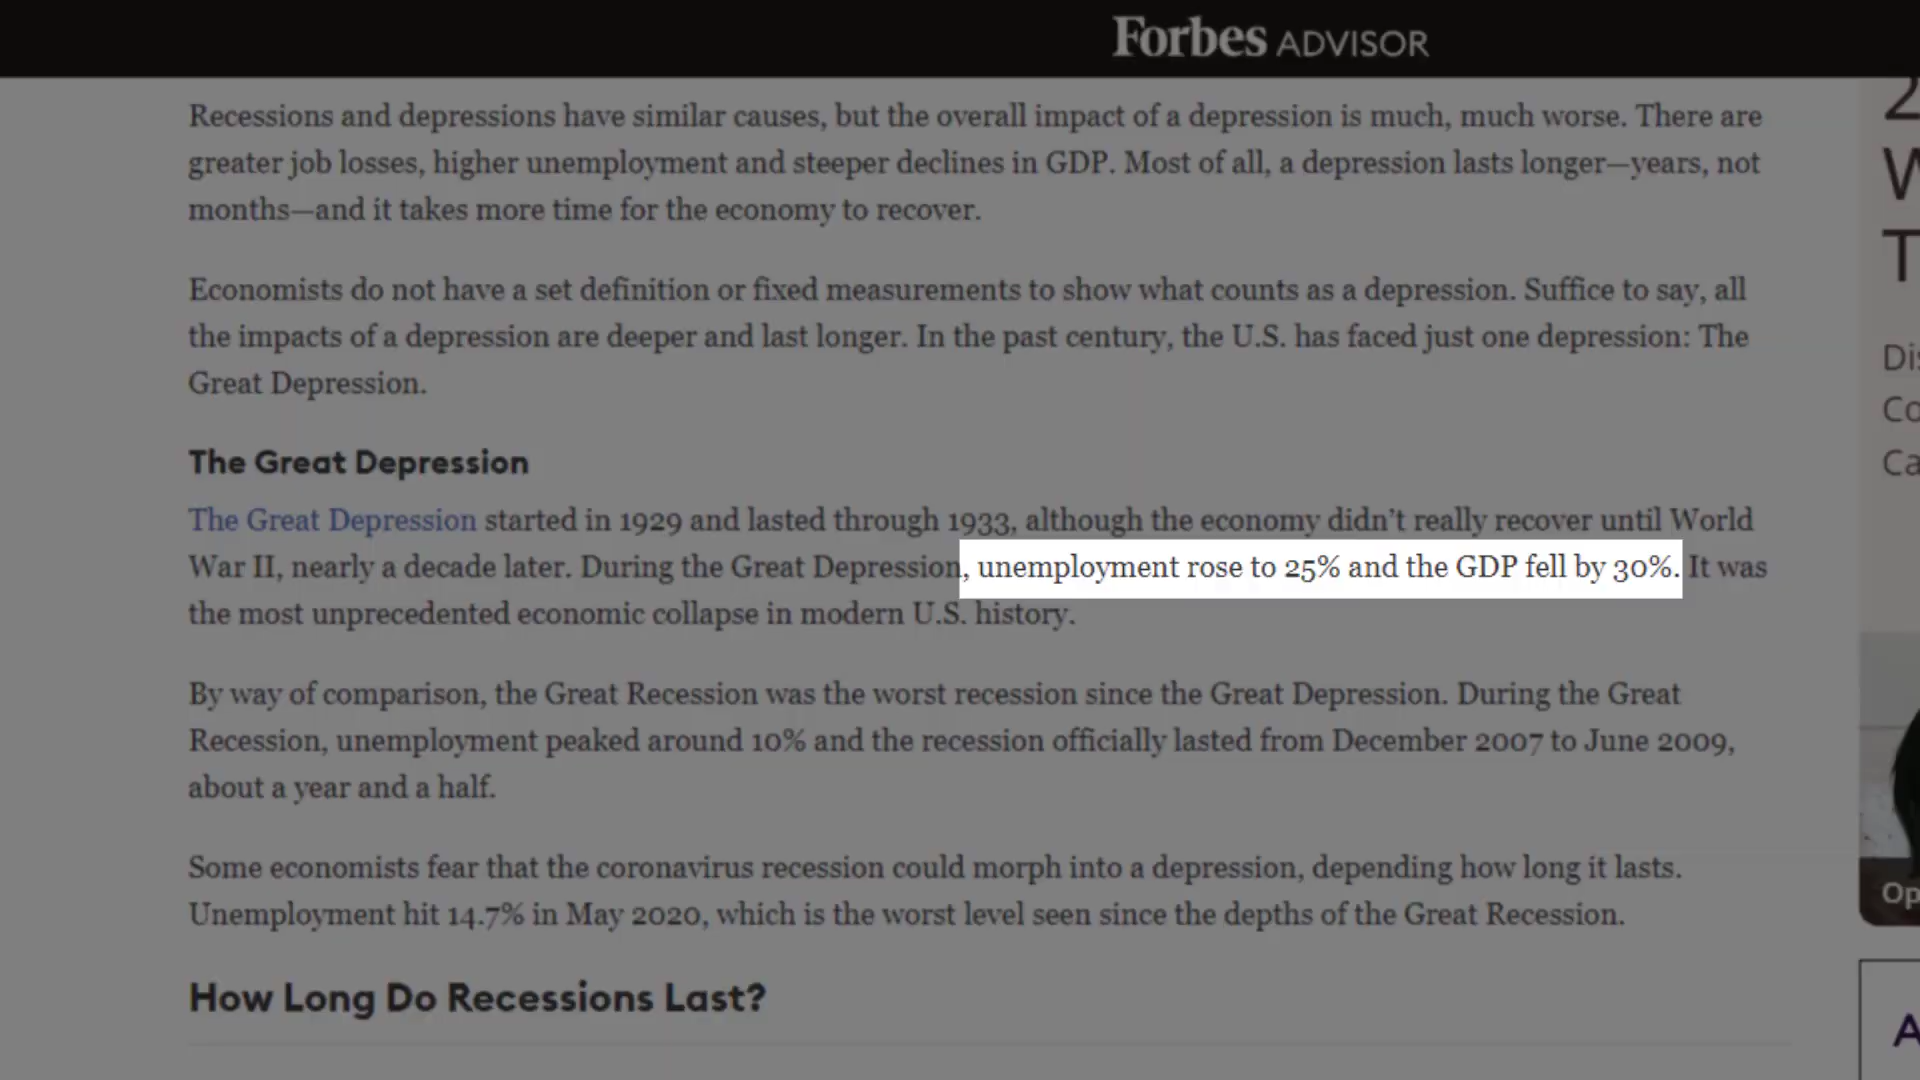 Forbes ADVISOR
Recessions and depressions have similar causes, but the overall impact of a depression is much, much worse. There are
greater job losses, higher unemployment and steeper declines in GDP. Most of all, a depression lasts longer—years, not
months—and it takes more time for the economy to recover.
Economists do not have a set definition or fixed measurements to show what counts as a depression. Suffice to say, all
the impacts of a depression are deeper and last longer. In the past century, the U.S. has faced just one depression: The
Great Depression.
The Great Depression
The Great Depression started in 1929 and lasted through 1933, although the economy didn't really recover until World
War II, nearly a decade later. During the Great Depression, unemployment rose to 25% and the GDP fell by 30%. It was
the most unprecedented economic collapse in modern U.S. history.
By way of comparison, the Great Recession was the worst recession since the Great Depression. During the Great
Recession, unemployment peaked around 10% and the recession officially lasted from December 2007 to June 2009,
about a year and a half.
Some economists fear that the coronavirus recession could morph into a depression, depending how long it lasts.
Unemployment hit 14.7% in May 2020, which is the worst level seen since the depths of the Great Recession.
How Long Do Recessions Last?
2
W
T
Dis
Co
Ca
Op
A